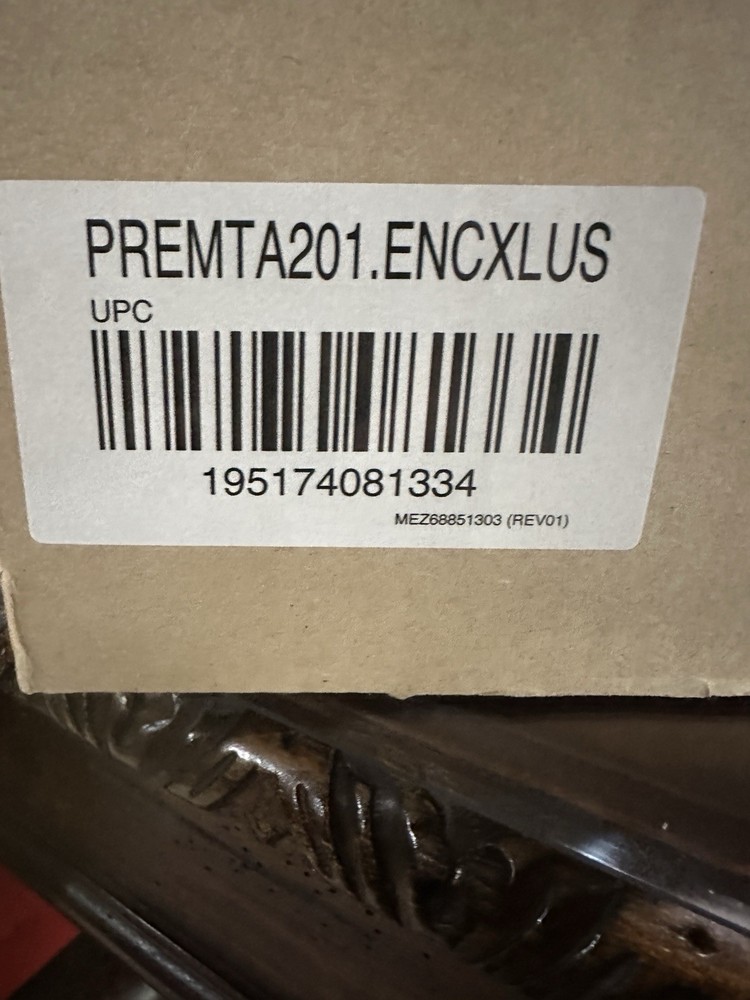 PREMTA201.ENCXLUS
UPC
195174081334
MEZ68851303 (REV01)